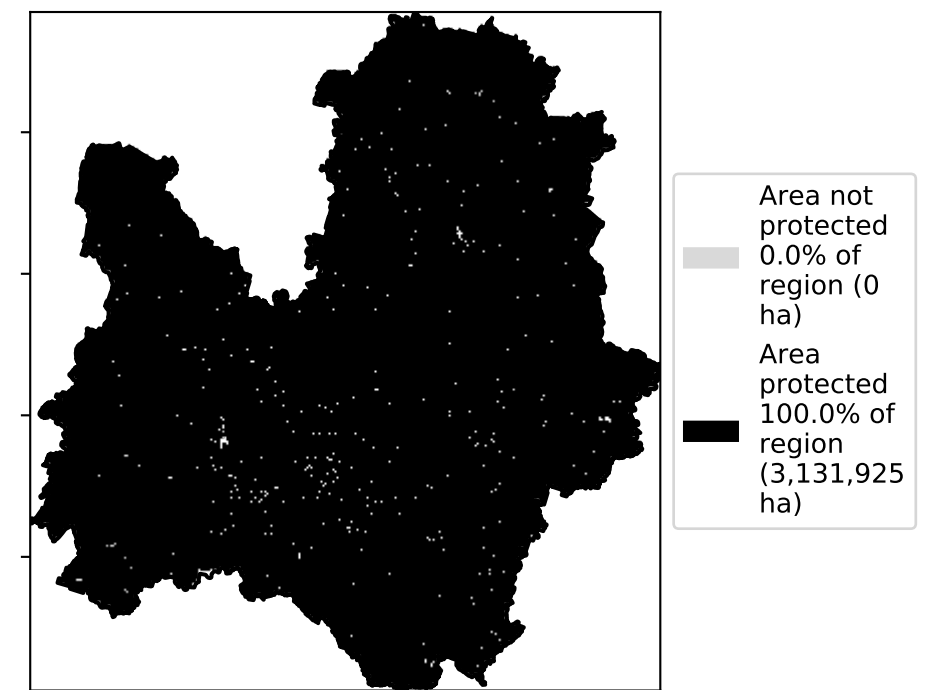 Area not
protected
0.0% of
region (0
ha)
Area
protected
100.0% of
region
(3,131,925
ha)